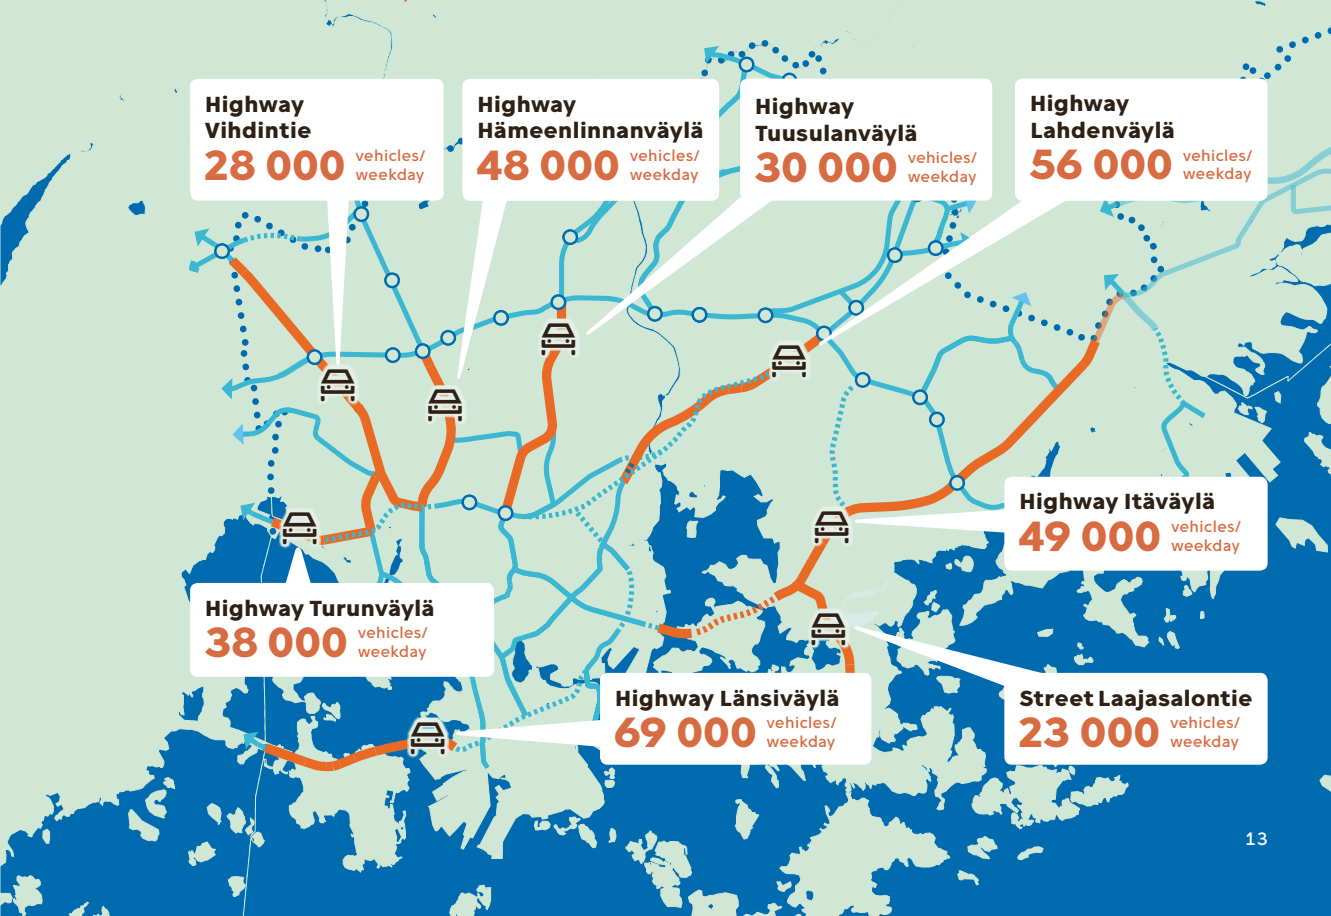 Highway
Vihdintie
28 000 vehicles/
weekday
Highway
Hämeenlinnanväylä
48 000 vehicles/
weekday
Highway
Tuusulanväylä
30 000 vehicles/
weekday
Highway
Lahdenväylä
56 000 vehicles/
weekday
Highway Itäväylä
49 000 vehicles/
weekday
Highway Turunväylä
38 000 vehicles/
weekday
Highway Länsiväylä
69 000 vehicles/
weekday
Street Laajasalontie
23 000 vehicles/
weekday
13